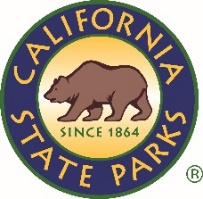 CALIFORNIA
SINCE 1864
STATE PARKS
®